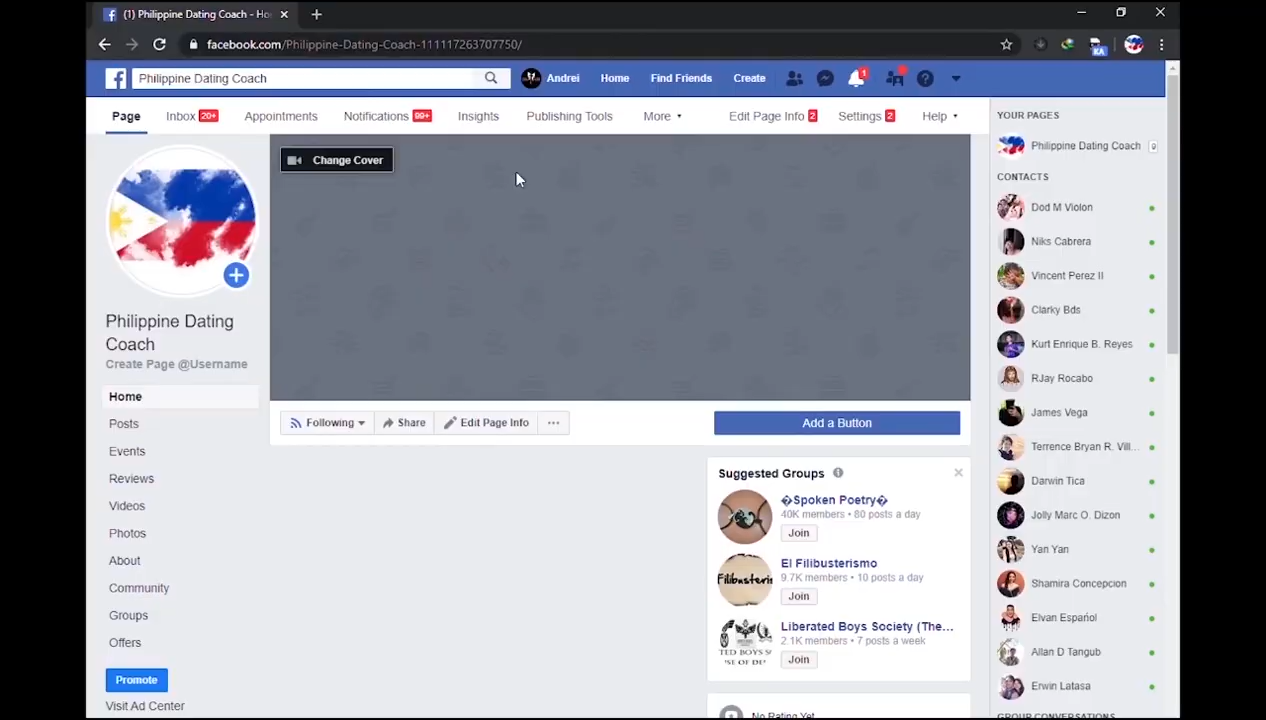 (1) Philippine Dating Coach - Ho
facebook.com/Philippine-Dating-Coach-111117263707750/
KA
Philippine Dating Coach
Andrei
Home
Find Friends
Create
1
Page
Inbox 20+
Appointments
Notifications 99+
Insights
Publishing Tools
More
Edit Page Info 2
Settings 2
Help
Change Cover
Philippine Dating
Coach
Create Page @Username
Home
Posts
Events
Reviews
Videos
Photos
About
Community
Groups
Offers
Promote
Visit Ad Center
Following
Share
Edit Page Info
...
Add a Button
Suggested Groups
�Spoken Poetry�
40K members • 80 posts a day
Join
El Filibusterismo
9.7K members • 10 posts a day
Join
Liberated Boys Society (The...
2.1K members • 7 posts a week
Join
No Rating Yet
YOUR PAGES
Philippine Dating Coach
CONTACTS
Dod M Violon
Niks Cabrera
Vincent Perez II
Clarky Bds
Kurt Enrique B. Reyes
RJay Rocabo
James Vega
Terrence Bryan R. Vill...
Darwin Tica
Jolly Marc O. Dizon
Yan Yan
Shamira Concepcion
Elvan Español
Allan D Tangub
Erwin Latasa
GROUP CONVERSATIONS